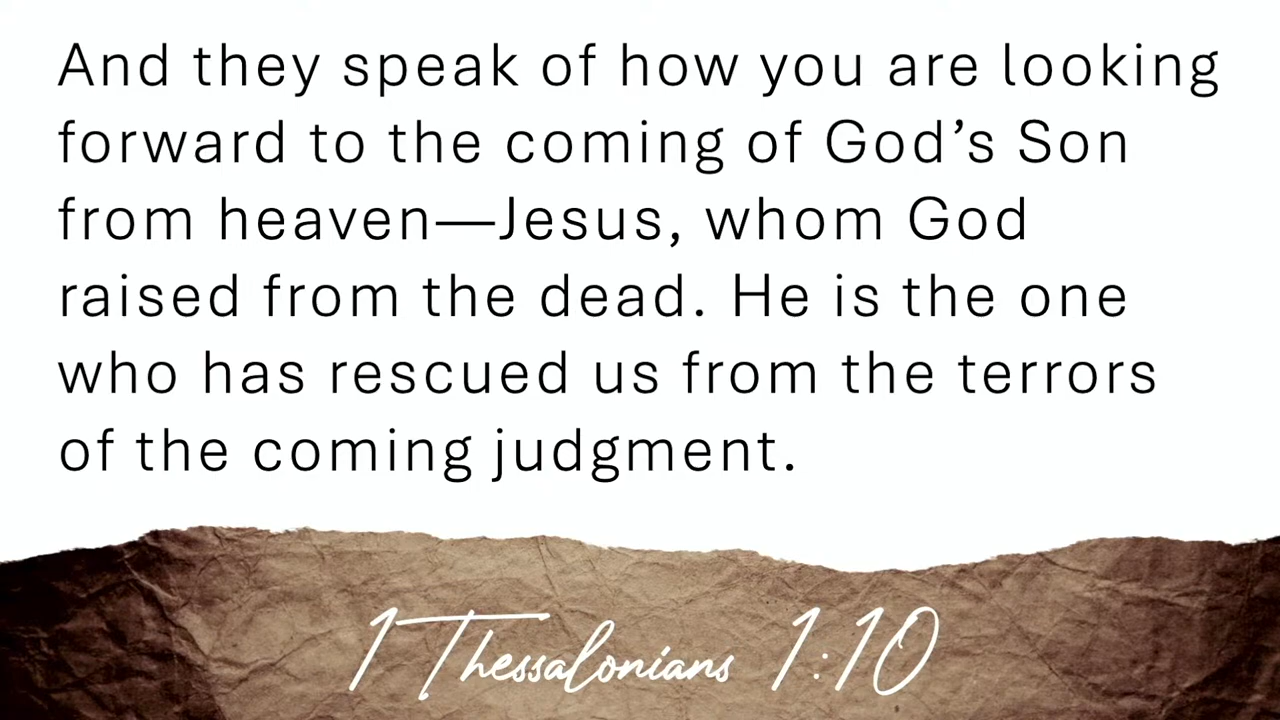 And they speak of how you are looking
forward to the coming of God’s Son
from heaven—Jesus, whom God
raised from the dead. He is the one
who has rescued us from the terrors
of the coming judgment.
1 Thessalonians 1:10